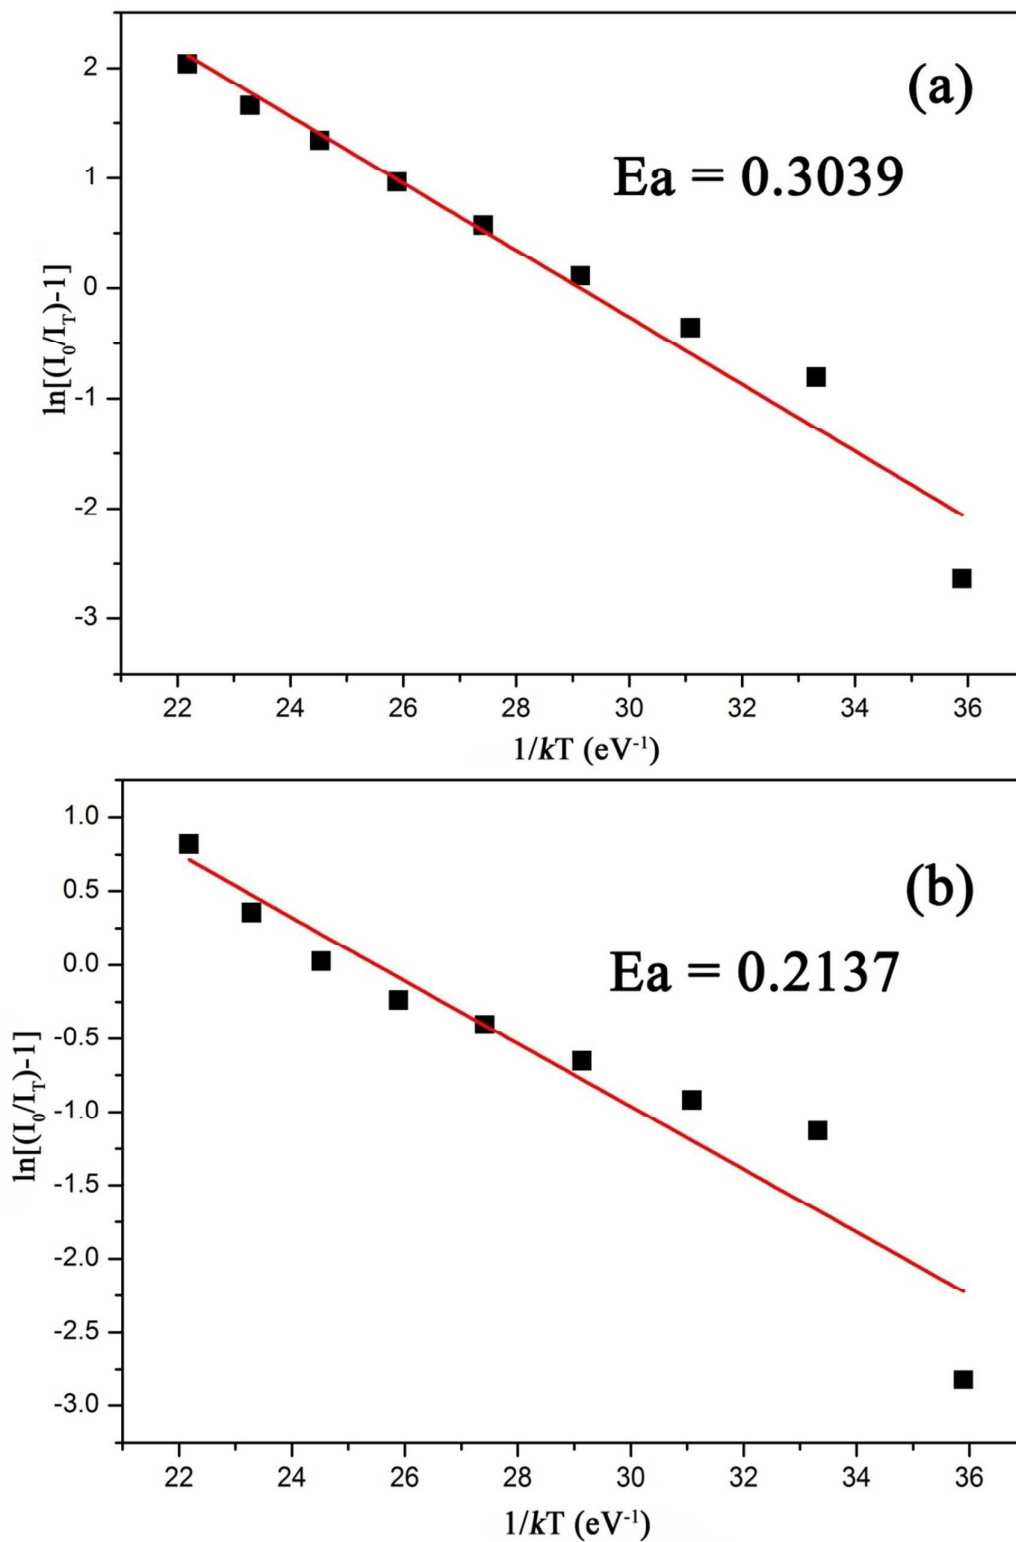 (a)
Ea = 0.3039
2
1
0
-1
-2
-3
ln[(I₀/I_T)-1]
22 24 26 28 30 32 34 36
1/kT (eV⁻¹)
(b)
Ea = 0.2137
1.0
0.5
0.0
-0.5
-1.0
-1.5
-2.0
-2.5
-3.0
ln[(I₀/I_T)-1]
22 24 26 28 30 32 34 36
1/kT (eV⁻¹)